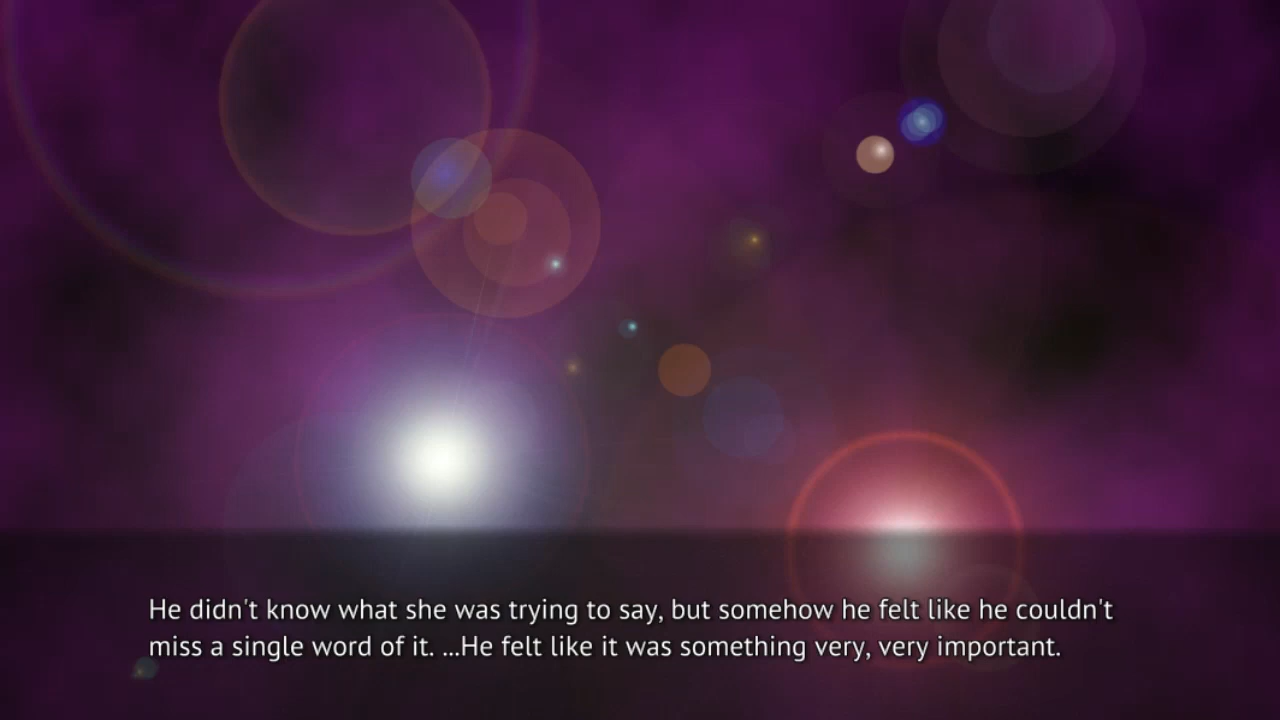 He didn't know what she was trying to say, but somehow he felt like he couldn't
miss a single word of it. ...He felt like it was something very, very important.